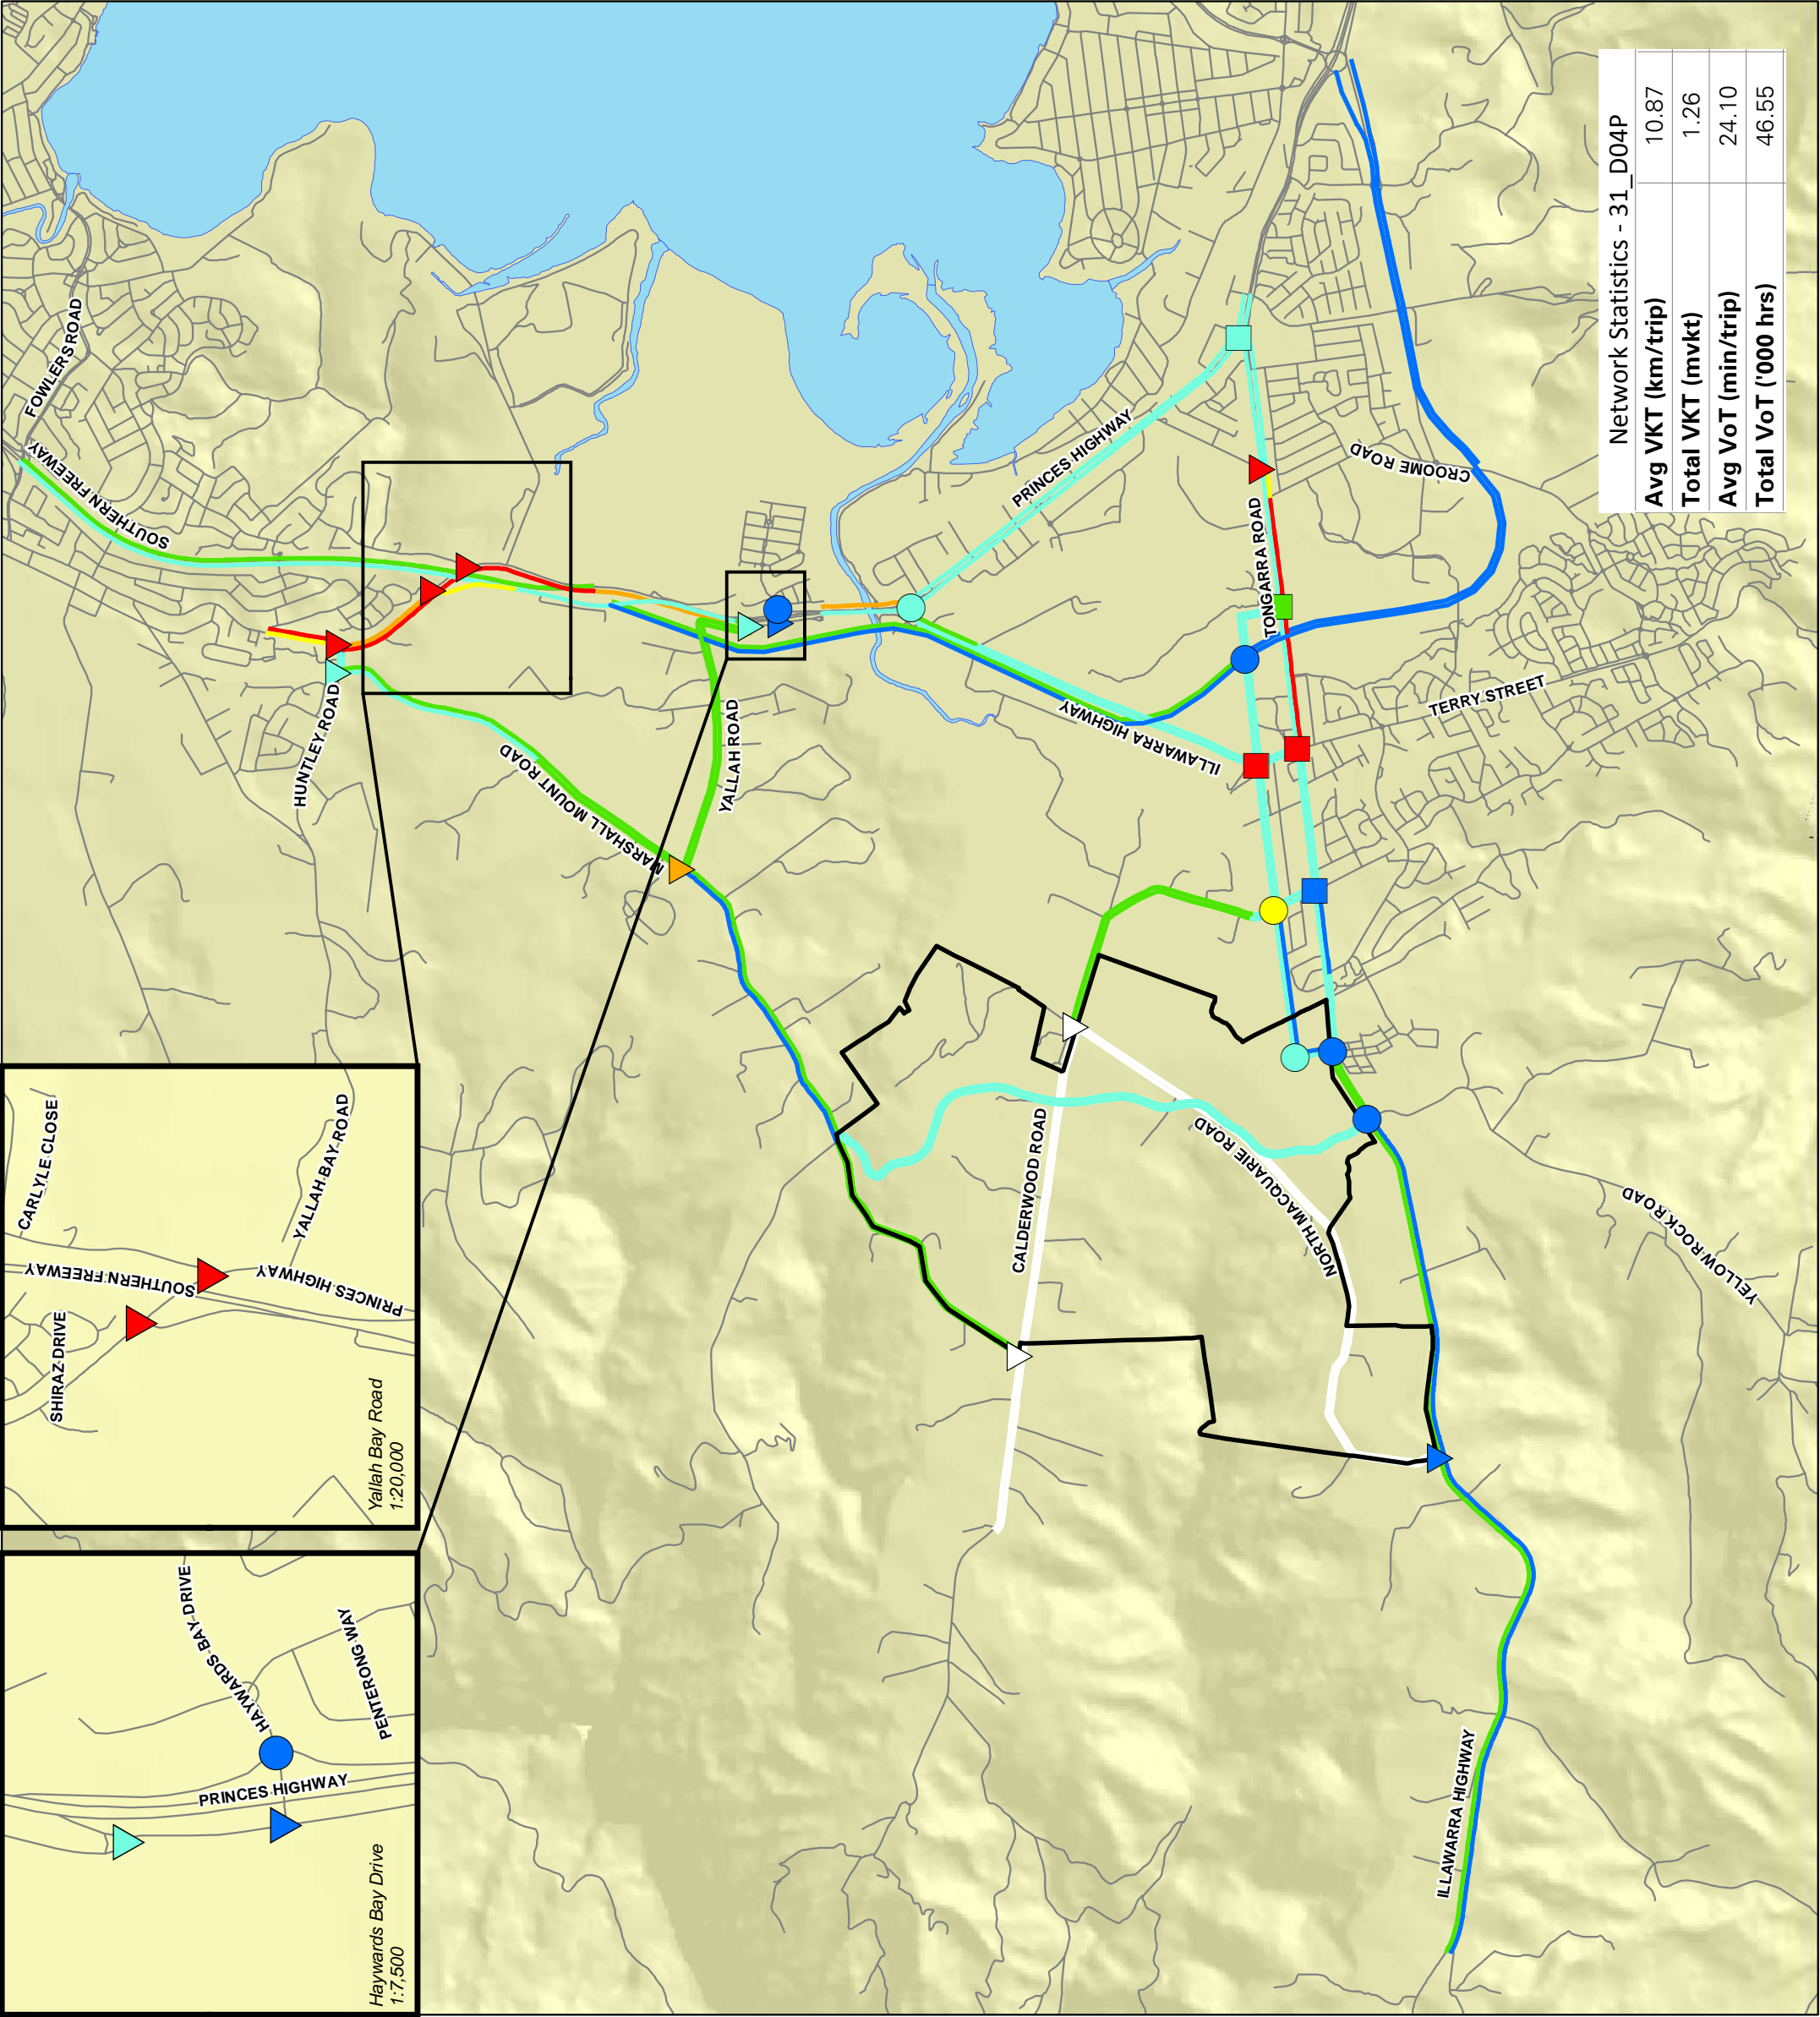 Haywards Bay Drive
1:7,500
HAYWARDS BAY DRIVE
PENTERONG WAY
PRINCES HIGHWAY
Yallah Bay Road
1:20,000
CARLYLE CLOSE
YALLAH BAY ROAD
SHIRAZ DRIVE
SOUTHERN FREEWAY
PRINCES HIGHWAY
FOWLERS ROAD
SOUTHERN FREEWAY
HUNTLEY ROAD
MARSHALL MOUNT ROAD
YALLAH ROAD
PRINCES HIGHWAY
ILLAWARRA HIGHWAY
TONGARRA ROAD
CROOME ROAD
TERRY STREET
CALDERWOOD ROAD
NORTH MACQUARIE ROAD
YELLOW ROCK ROAD
ILLAWARRA HIGHWAY
Network Statistics - 31_D04P
Avg VKT (km/trip) 10.87
Total VKT (mvkt) 1.26
Avg VoT (min/trip) 24.10
Total VoT ('000 hrs) 46.55